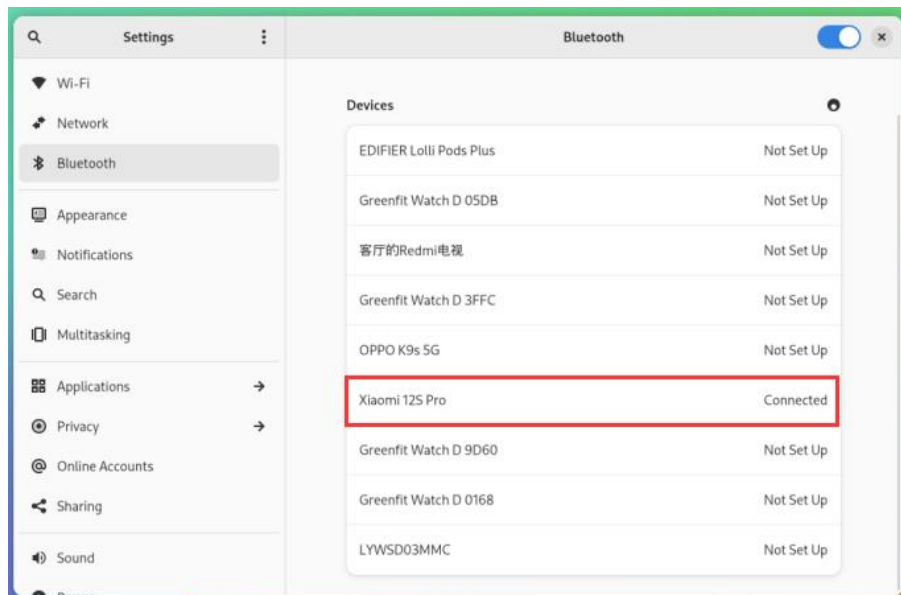 Settings
Bluetooth
Wi-Fi
Network
Bluetooth
Appearance
Notifications
Search
Multitasking
Applications
Privacy
Online Accounts
Sharing
Sound
Devices
EDIFIER Lolli Pods Plus Not Set Up
Greenfit Watch D 05DB Not Set Up
客厅的Redmi电视 Not Set Up
Greenfit Watch D 3FFC Not Set Up
OPPO K9s 5G Not Set Up
Xiaomi 12S Pro Connected
Greenfit Watch D 9D60 Not Set Up
Greenfit Watch D 0168 Not Set Up
LYWSD03MMC Not Set Up